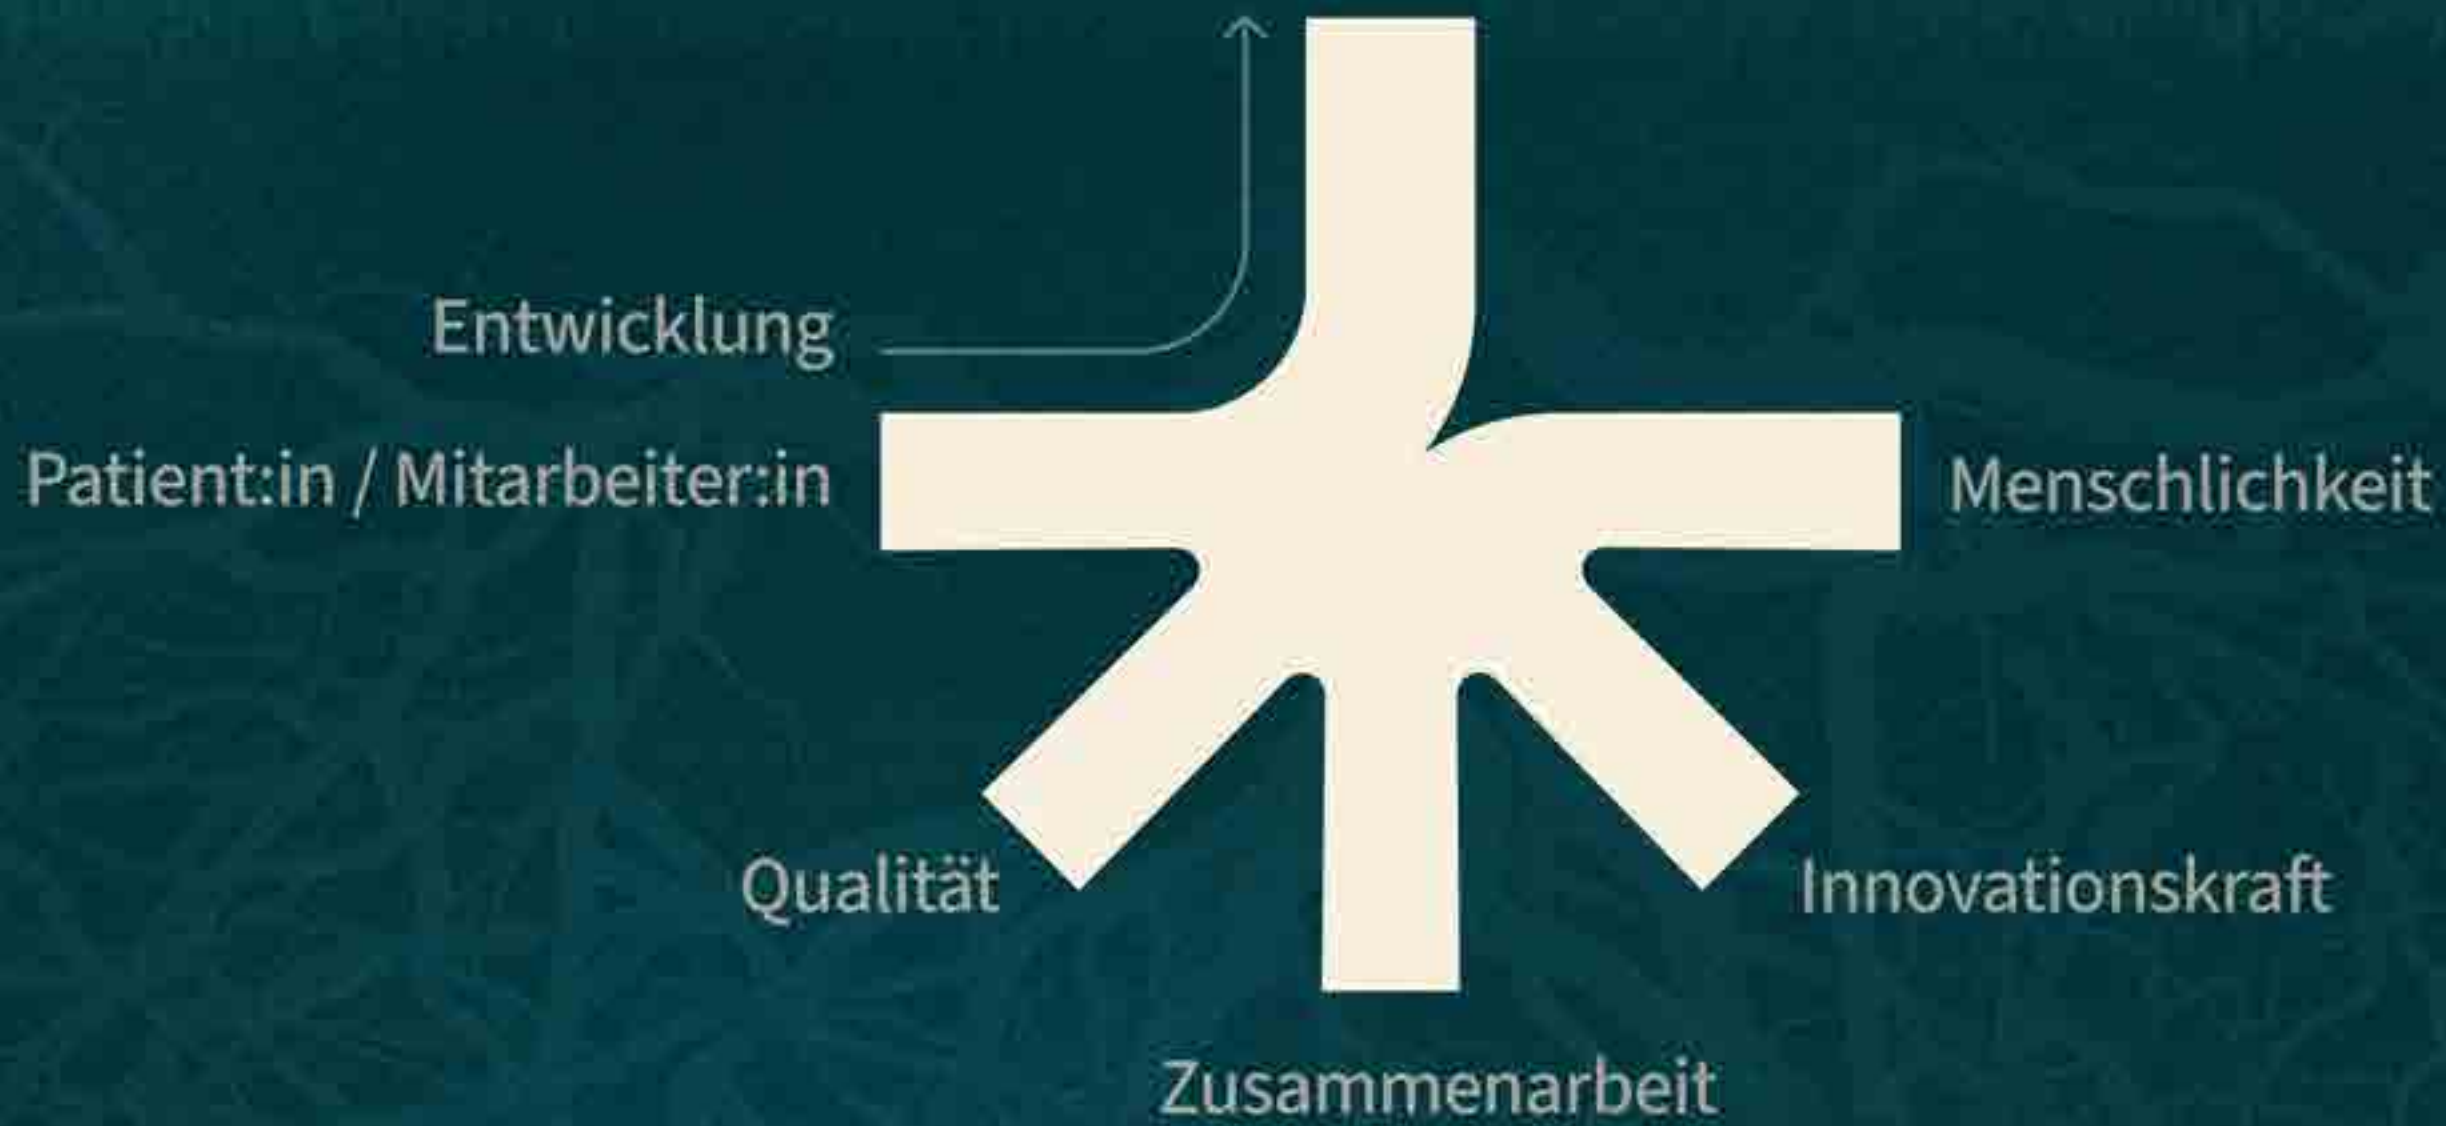 Entwicklung
Patient:in / Mitarbeiter:in
Menschlichkeit
Qualität
Innovationskraft
Zusammenarbeit